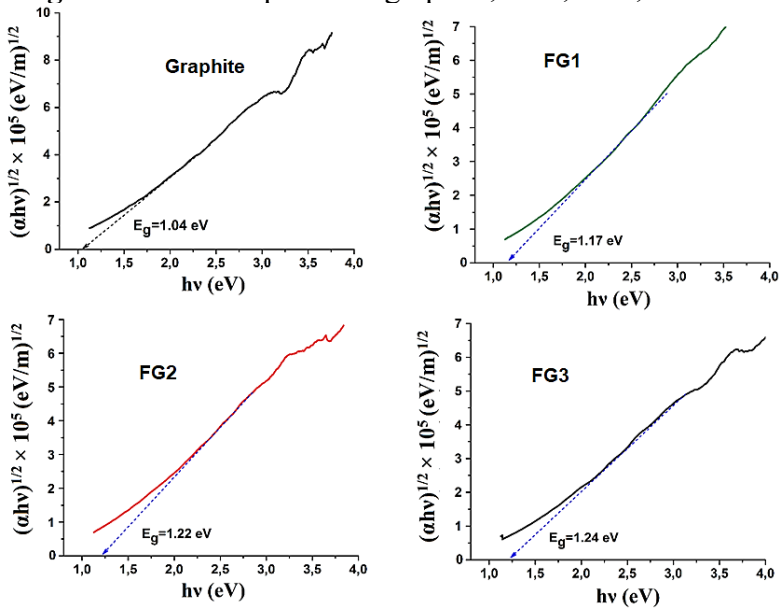 10
8
6
4
2
0
(αhν)^1/2 × 10^5 (eV/m)^1/2
Graphite
E_g=1.04 eV
1,0 1,5 2,0 2,5 3,0 3,5 4,0
hν (eV)
7
6
5
4
3
2
1
0
(αhν)^1/2 × 10^5 (eV/m)^1/2
FG1
E_g=1.17 eV
1,0 1,5 2,0 2,5 3,0 3,5 4,0
hν (eV)
7
6
5
4
3
2
1
0
(αhν)^1/2 × 10^5 (eV/m)^1/2
FG2
E_g=1.22 eV
1,0 1,5 2,0 2,5 3,0 3,5 4,0
hν (eV)
7
6
5
4
3
2
1
0
(αhν)^1/2 × 10^5 (eV/m)^1/2
FG3
E_g=1.24 eV
1,0 1,5 2,0 2,5 3,0 3,5 4,0
hν (eV)